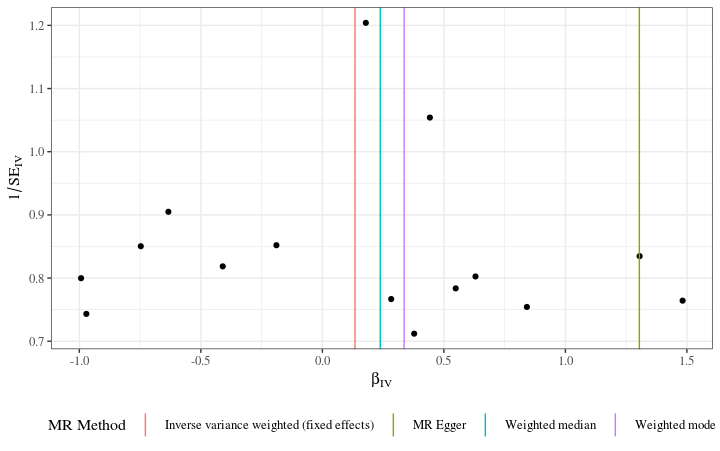 1.2
1.1
1.0
0.9
0.8
0.7
1/SE_IV
-1.0 -0.5 0.0 0.5 1.0 1.5
β_IV
MR Method Inverse variance weighted (fixed effects) MR Egger Weighted median Weighted mode